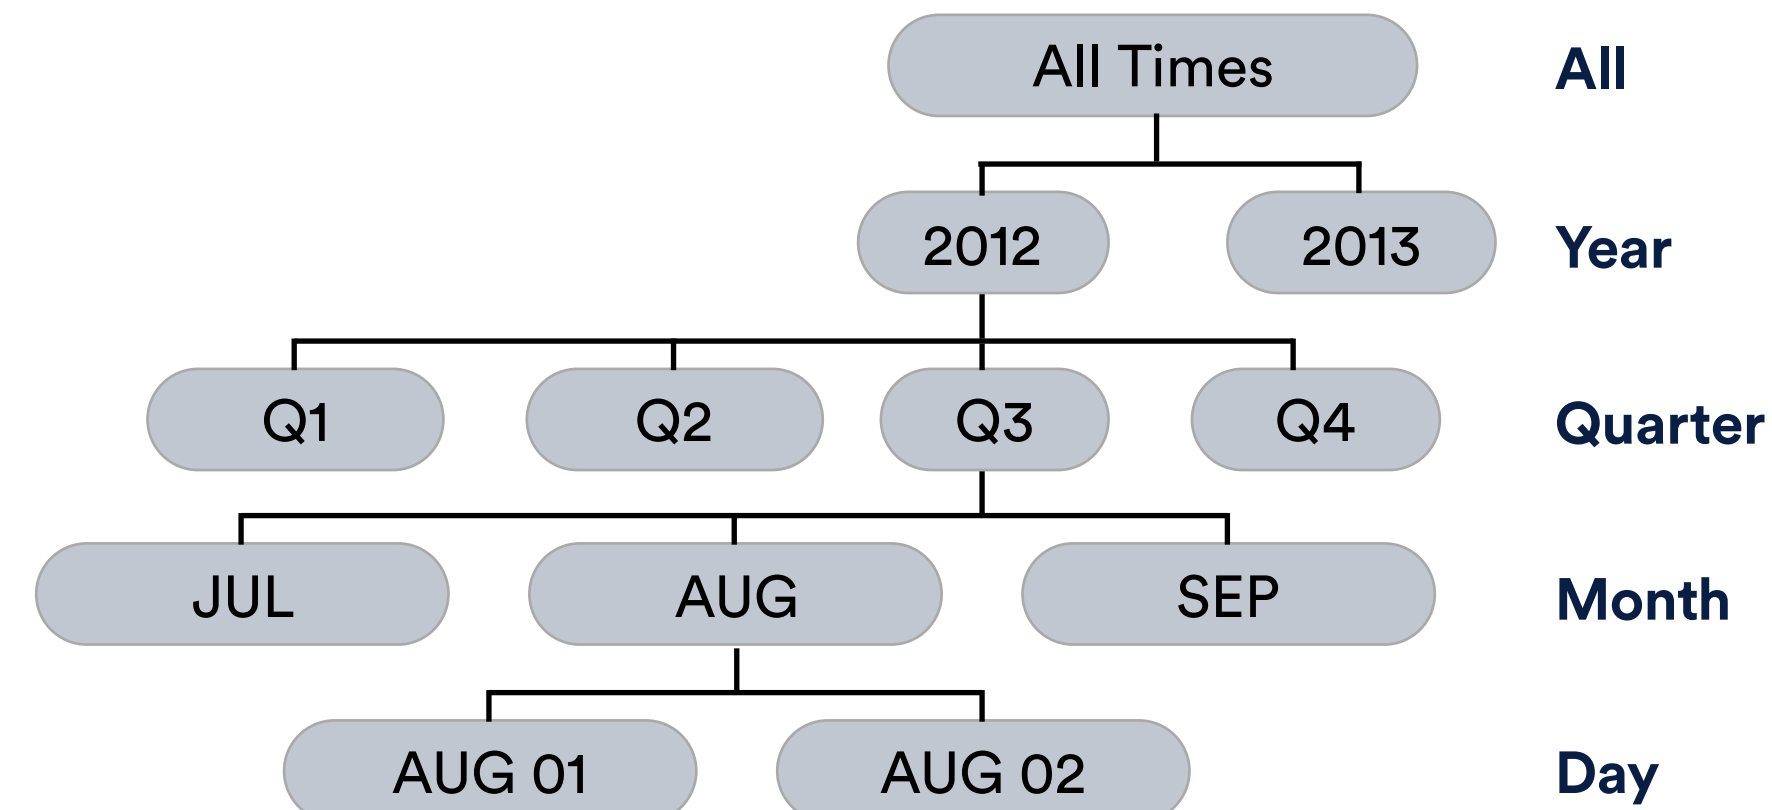 All Times
All
2012
2013
Year
Q1
Q2
Q3
Q4
Quarter
JUL
AUG
SEP
Month
AUG 01
AUG 02
Day